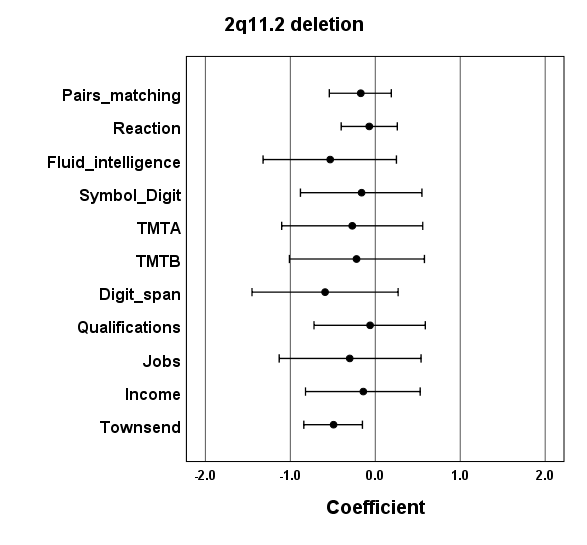 2q11.2 deletion
Pairs_matching
Reaction
Fluid_intelligence
Symbol_Digit
TMTA
TMTB
Digit_span
Qualifications
Jobs
Income
Townsend
-2.0 -1.0 0.0 1.0 2.0
Coefficient